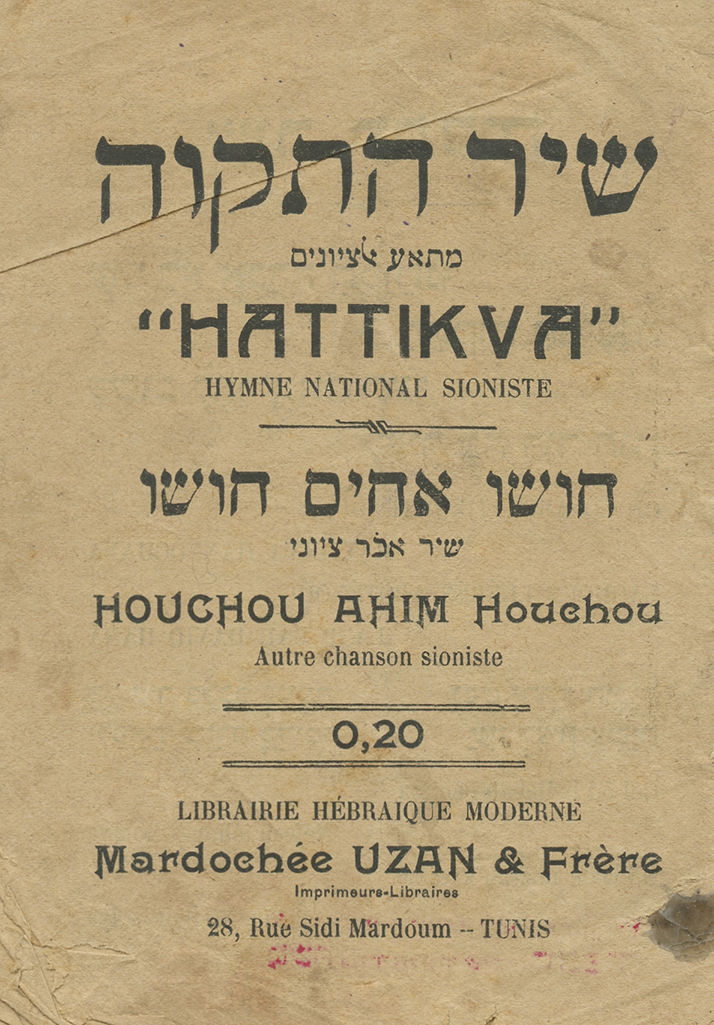 שיר התקוה
מתאע לציונים
“HATTIKVA”
HYMNE NATIONAL SIONISTE
חושו אחים חושו
שיר אכר ציוני
HOUCHOU AHIM Houchou
Autre chanson sioniste
0,20
LIBRAIRIE HÉBRAIQUE MODERNE
Mardochée UZAN & Frère
Imprimeurs-Libraires
28, Rue Sidi Mardoum -- TUNIS